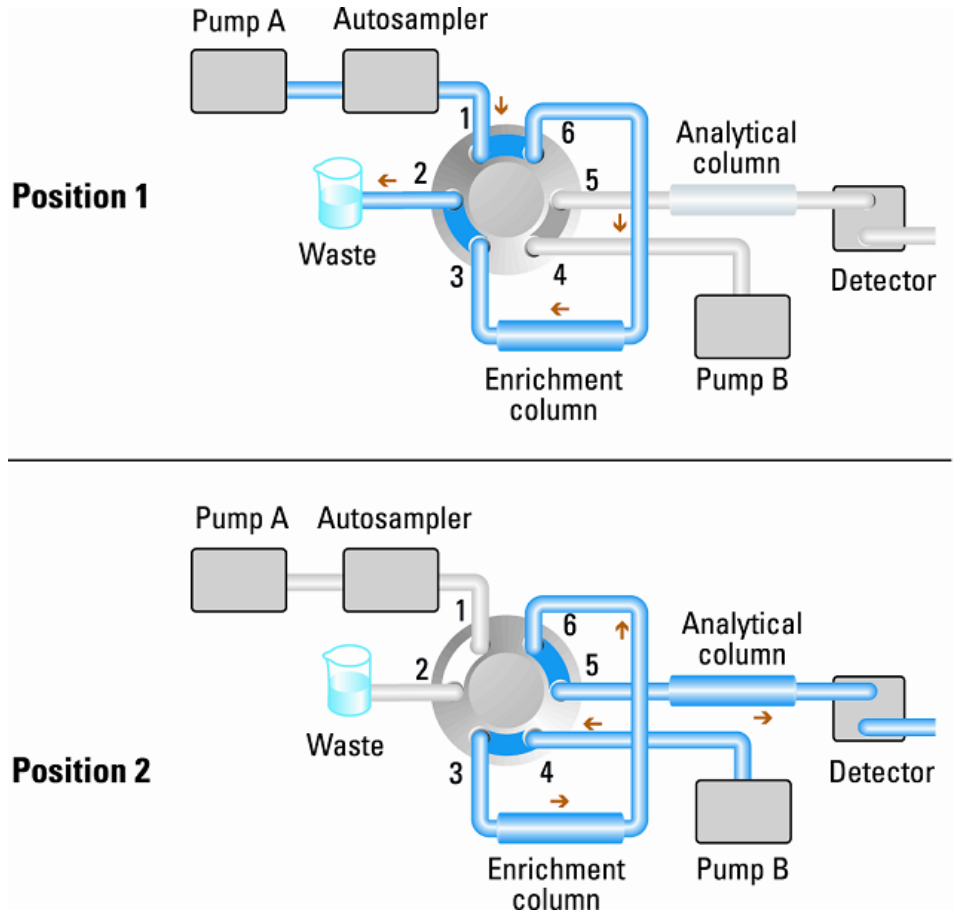 Pump A
Autosampler
1
6
Analytical
column
2
5
Position 1
Waste
3
4
Detector
Enrichment
column
Pump B
Pump A
Autosampler
1
6
Analytical
column
2
5
Waste
Position 2
3
4
Detector
Enrichment
column
Pump B